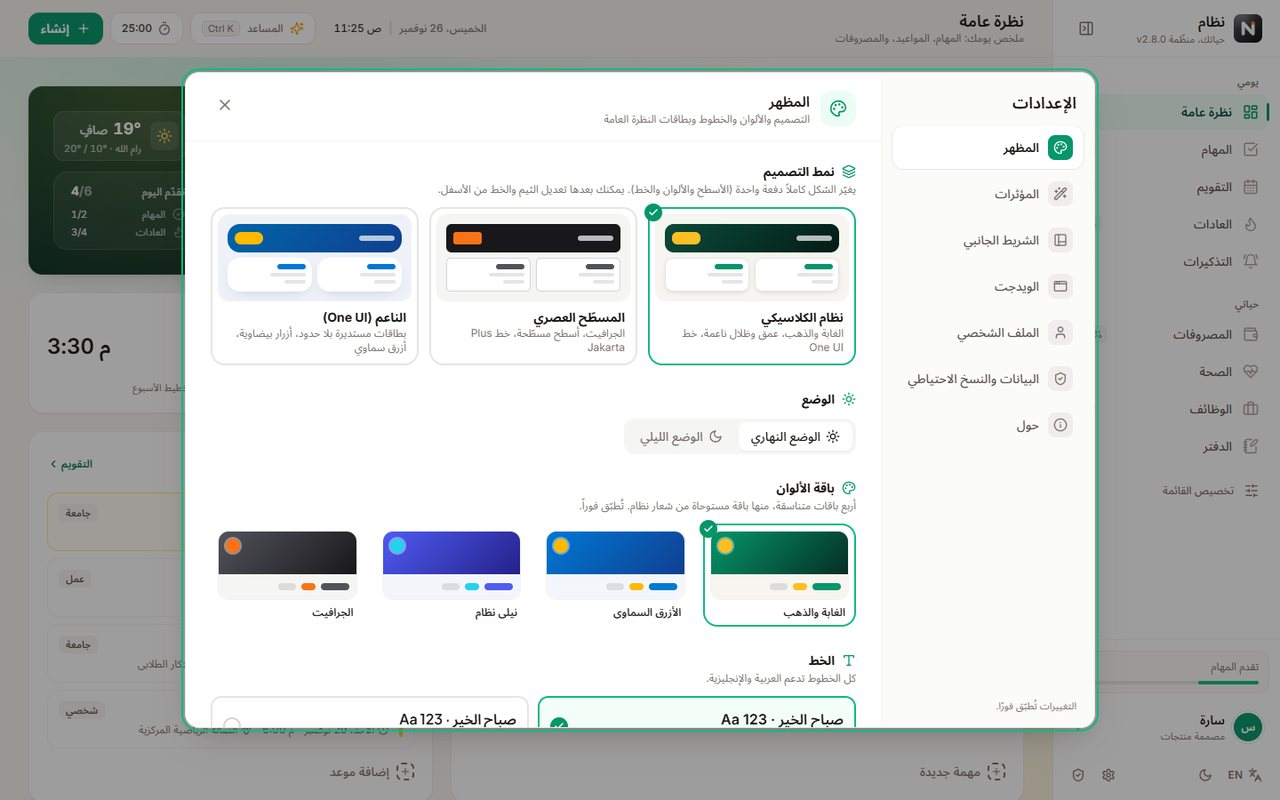 نظام
حياتك، منظّمة v2.8.0
يومي
نظرة عامة
المهام
التقويم
العادات
التذكيرات
حياتي
المصروفات
الصحة
الوظائف
الدفتر
تخصيص القائمة
تقدم المهام
س
سارة
مصممة منتجات
EN
نظرة عامة
ملخص يومك: المهام، المواعيد، والمصروفات
الخميس، 26 نوفمبر
11:25 ص
المساعد
Ctrl K
25:00
إنشاء
19° صافٍ
رام الله · 10° / 20°
تقدّم اليوم
4/6
المهام
1/2
العادات
3/4
3:30 م
تخطيط الأسبوع
التقويم
جامعة
عمل
جامعة
شخصي
إضافة موعد
مهمة جديدة
الإعدادات
المظهر
المؤثرات
الشريط الجانبي
الويدجت
الملف الشخصي
البيانات والنسخ الاحتياطي
حول
التغييرات تُطبّق فورًا.
المظهر
التصميم والألوان والخطوط وبطاقات النظرة العامة
نمط التصميم
يغيّر الشكل كاملاً دفعة واحدة (الأسطح والألوان والخط). يمكنك بعدها تعديل الثيم والخط من الأسفل.
نظام الكلاسيكي
الغابة والذهب، عمق وظلال ناعمة، خط
One UI
المسطّح العصري
الجرافيت، أسطح مسطّحة، خط Plus
Jakarta
الناعم (One UI)
بطاقات مستديرة بلا حدود، أزرار بيضاوية،
أزرق سماوي
الوضع
الوضع النهاري
الوضع الليلي
باقة الألوان
أربع باقات متناسقة، منها باقة مستوحاة من شعار نظام. تُطبّق فوراً.
الغابة والذهب
الأزرق السماوي
نيلي نظام
الجرافيت
الخط
كل الخطوط تدعم العربية والإنجليزية.
صباح الخير · Aa 123
صباح الخير · Aa 123